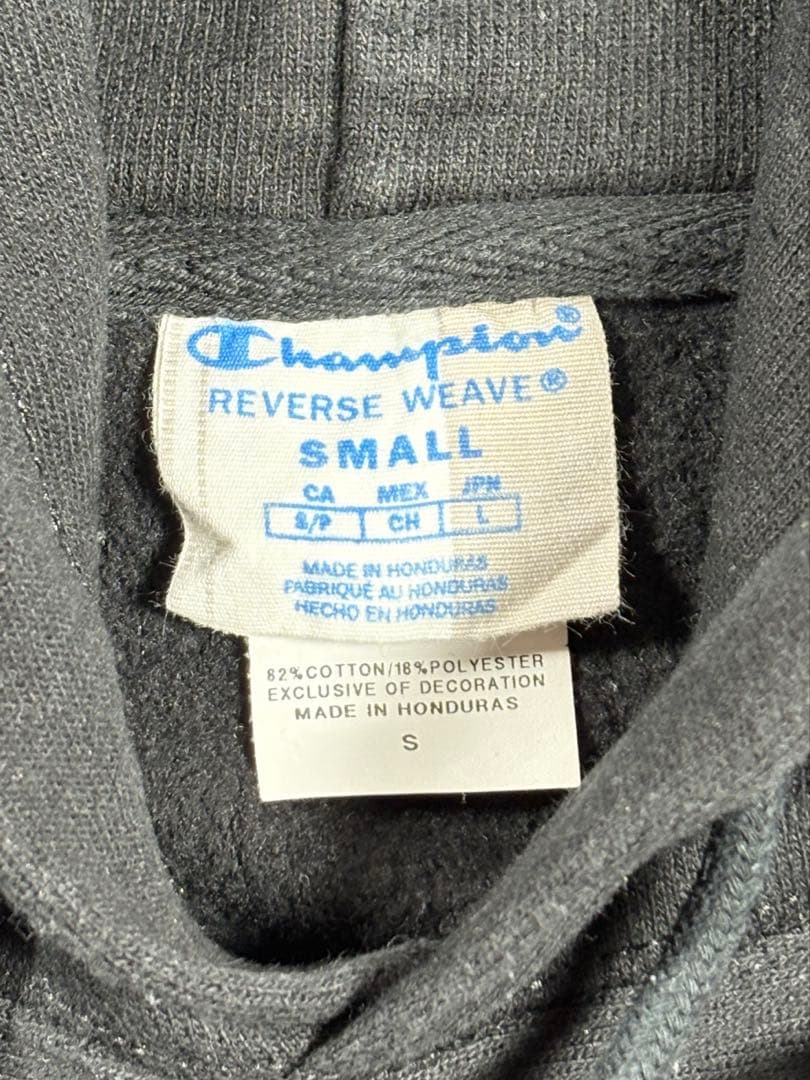 Champion®
REVERSE WEAVE®
SMALL
CA MEX JPN
S/P CH L
MADE IN HONDURAS
FABRIQUÉ AU HONDURAS
HECHO EN HONDURAS
82%COTTON/18%POLYESTER
EXCLUSIVE OF DECORATION
MADE IN HONDURAS
S